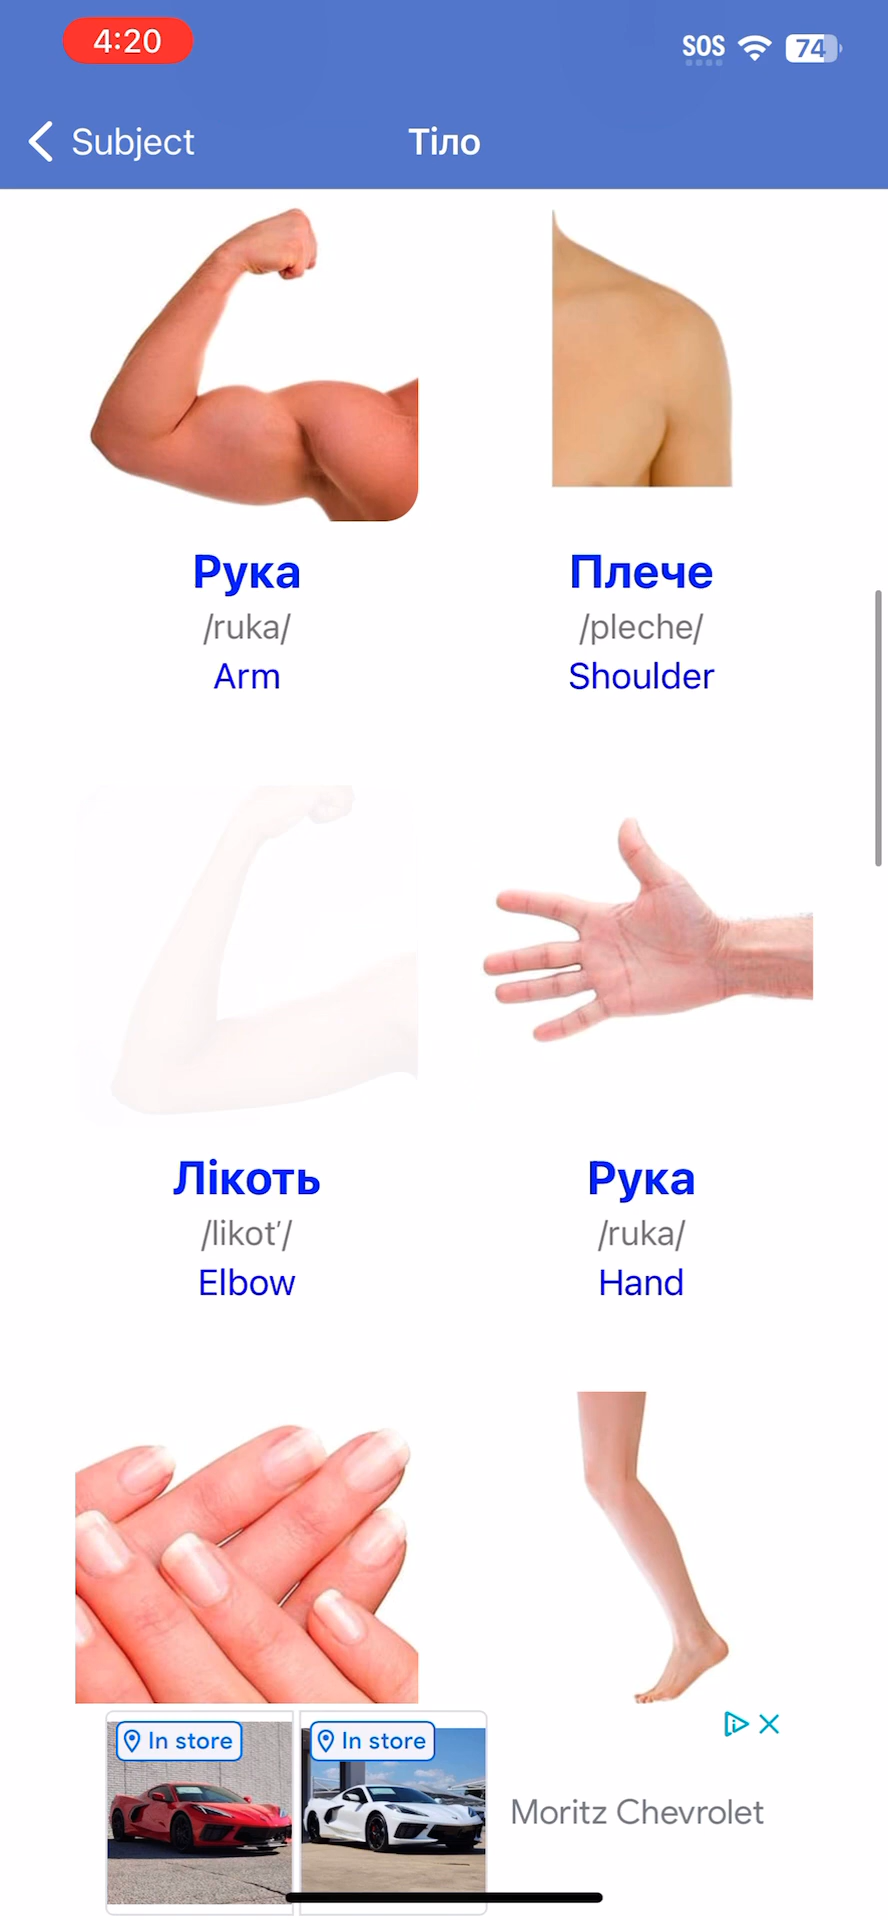 4:20
SOS
74
Subject
Тіло
Рука
/ruka/
Arm
Плече
/pleche/
Shoulder
Лікоть
/likotʹ/
Elbow
Рука
/ruka/
Hand
In store
In store
Moritz Chevrolet